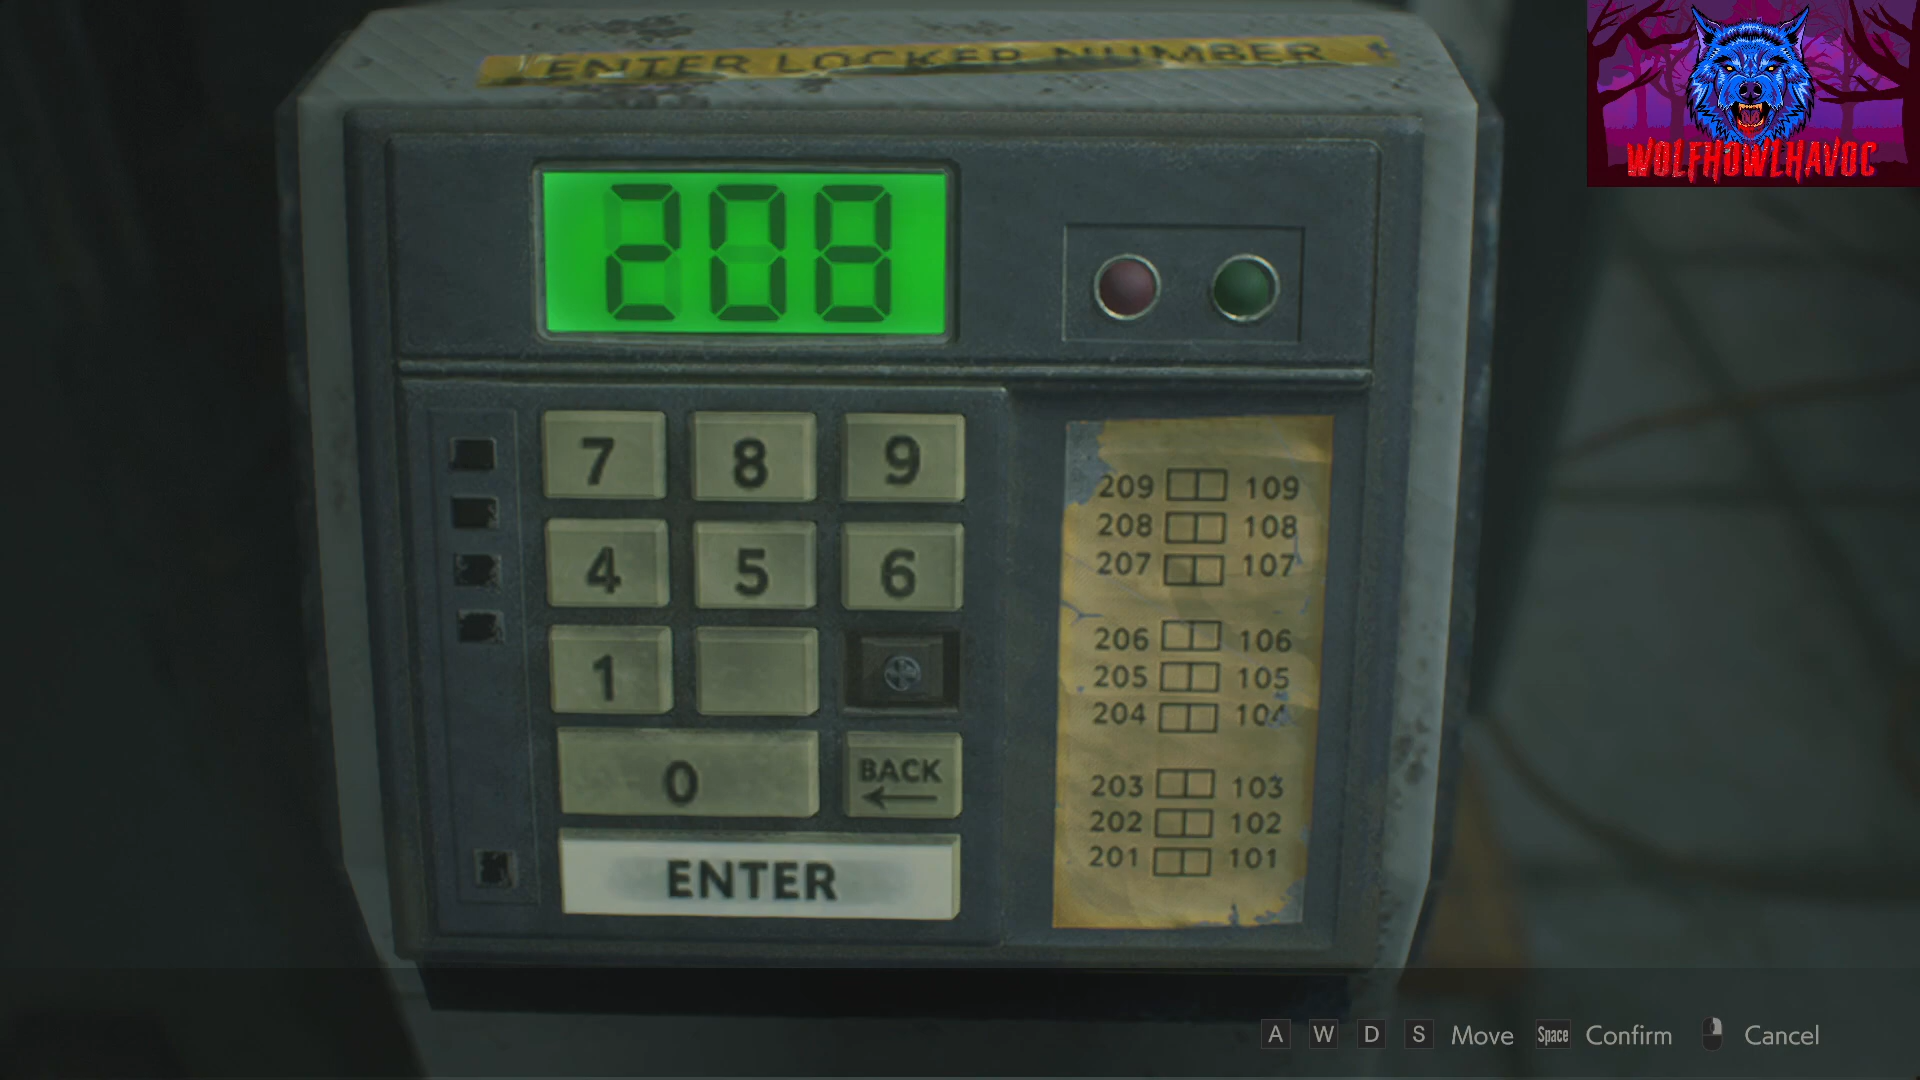 ENTER LOCKER NUMBER
WOLFHOWLHAVOC
208
7 8 9
4 5 6
1
0 BACK
ENTER
209 109
208 108
207 107
206 106
205 105
204 104
203 103
202 102
201 101
A W D S Move Space Confirm Cancel